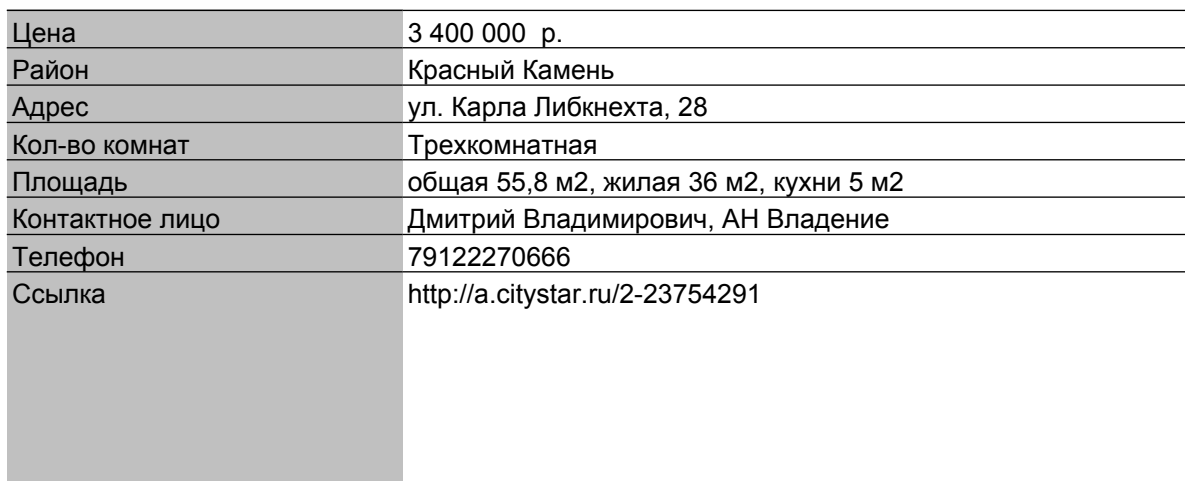 Цена 3 400 000 р.
Район Красный Камень
Адрес ул. Карла Либкнехта, 28
Кол-во комнат Трехкомнатная
Площадь общая 55,8 м2, жилая 36 м2, кухни 5 м2
Контактное лицо Дмитрий Владимирович, АН Владение
Телефон 79122270666
Ссылка http://a.citystar.ru/2-23754291